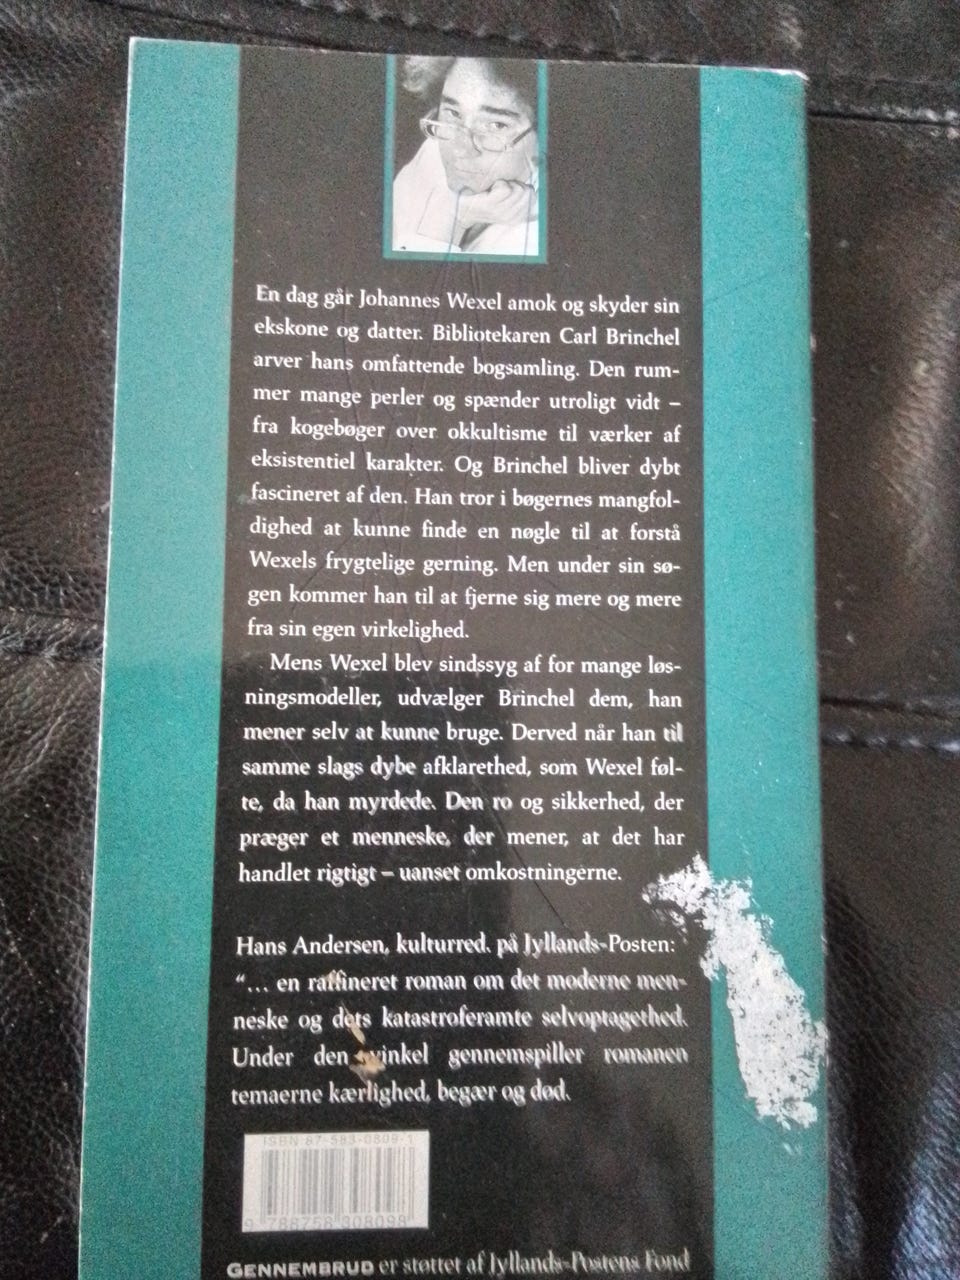 En dag går Johannes Wexel amok og skyder sin
ekskone og datter. Bibliotekaren Carl Brinchel
arver hans omfattende bogsamling. Den rum-
mer mange perler og spænder utroligt vidt –
fra kogebøger over okkultisme til værker af
eksistentiel karakter. Og Brinchel bliver dybt
fascineret af den. Han tror i bøgernes mangfol-
dighed at kunne finde en nøgle til at forstå
Wexels frygtelige gerning. Men under sin sø-
gen kommer han til at fjerne sig mere og mere
fra sin egen virkelighed.
Mens Wexel blev sindssyg af for mange løs-
ningsmodeller, udvælger Brinchel dem, han
mener selv at kunne bruge. Derved når han til
samme slags dybe afklarethed, som Wexel føl-
te, da han myrdede. Den ro og sikkerhed, der
præger et menneske, der mener, at det har
handlet rigtigt – uanset omkostningerne.
Hans Andersen, kulturred. på Jyllands-Posten:
“... en raffineret roman om det moderne men-
neske og dets katastroferamte selvoptagethed.
Under den vinkel gennemspiller romanen
temaerne kærlighed, begær og død.
ISBN 87-583-0809-1
9 788758 308098
GENNEMBRUD er støttet af Jyllands-Postens Fond